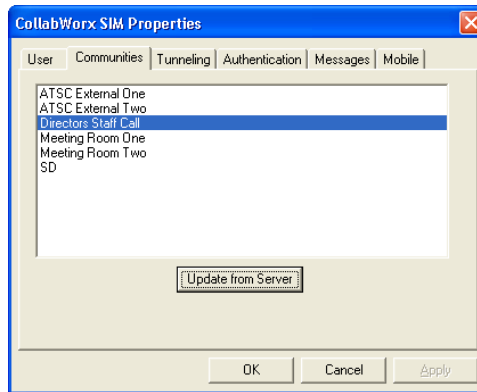 CollabWorx SIM Properties
User Communities Tunneling Authentication Messages Mobile
ATSC External One
ATSC External Two
Directors Staff Call
Meeting Room One
Meeting Room Two
SD
Update from Server
OK Cancel Apply